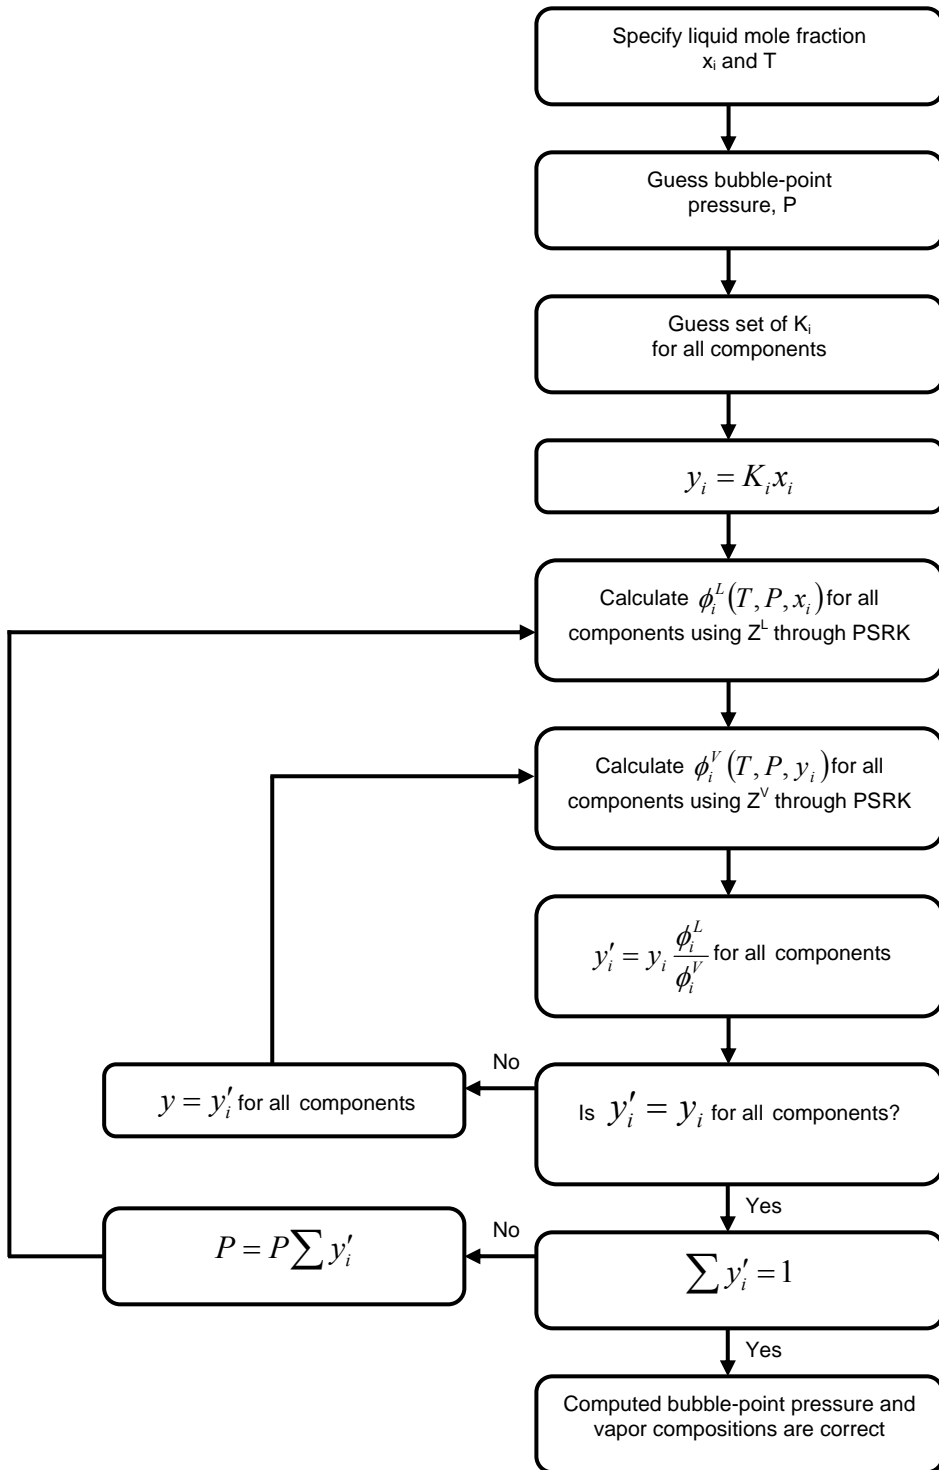 Specify liquid mole fraction
xᵢ and T
Guess bubble-point
pressure, P
Guess set of Kᵢ
for all components
yᵢ = Kᵢxᵢ
Calculate ϕᵢᴸ(T, P, xᵢ) for all
components using Zᴸ through PSRK
Calculate ϕᵢⱽ(T, P, yᵢ) for all
components using Zⱽ through PSRK
y′ᵢ = yᵢ ϕᵢᴸ/ϕᵢⱽ for all components
No
y = y′ᵢ for all components
Is y′ᵢ = yᵢ for all components?
Yes
No
P = P∑y′ᵢ
∑y′ᵢ = 1
Yes
Computed bubble-point pressure and
vapor compositions are correct